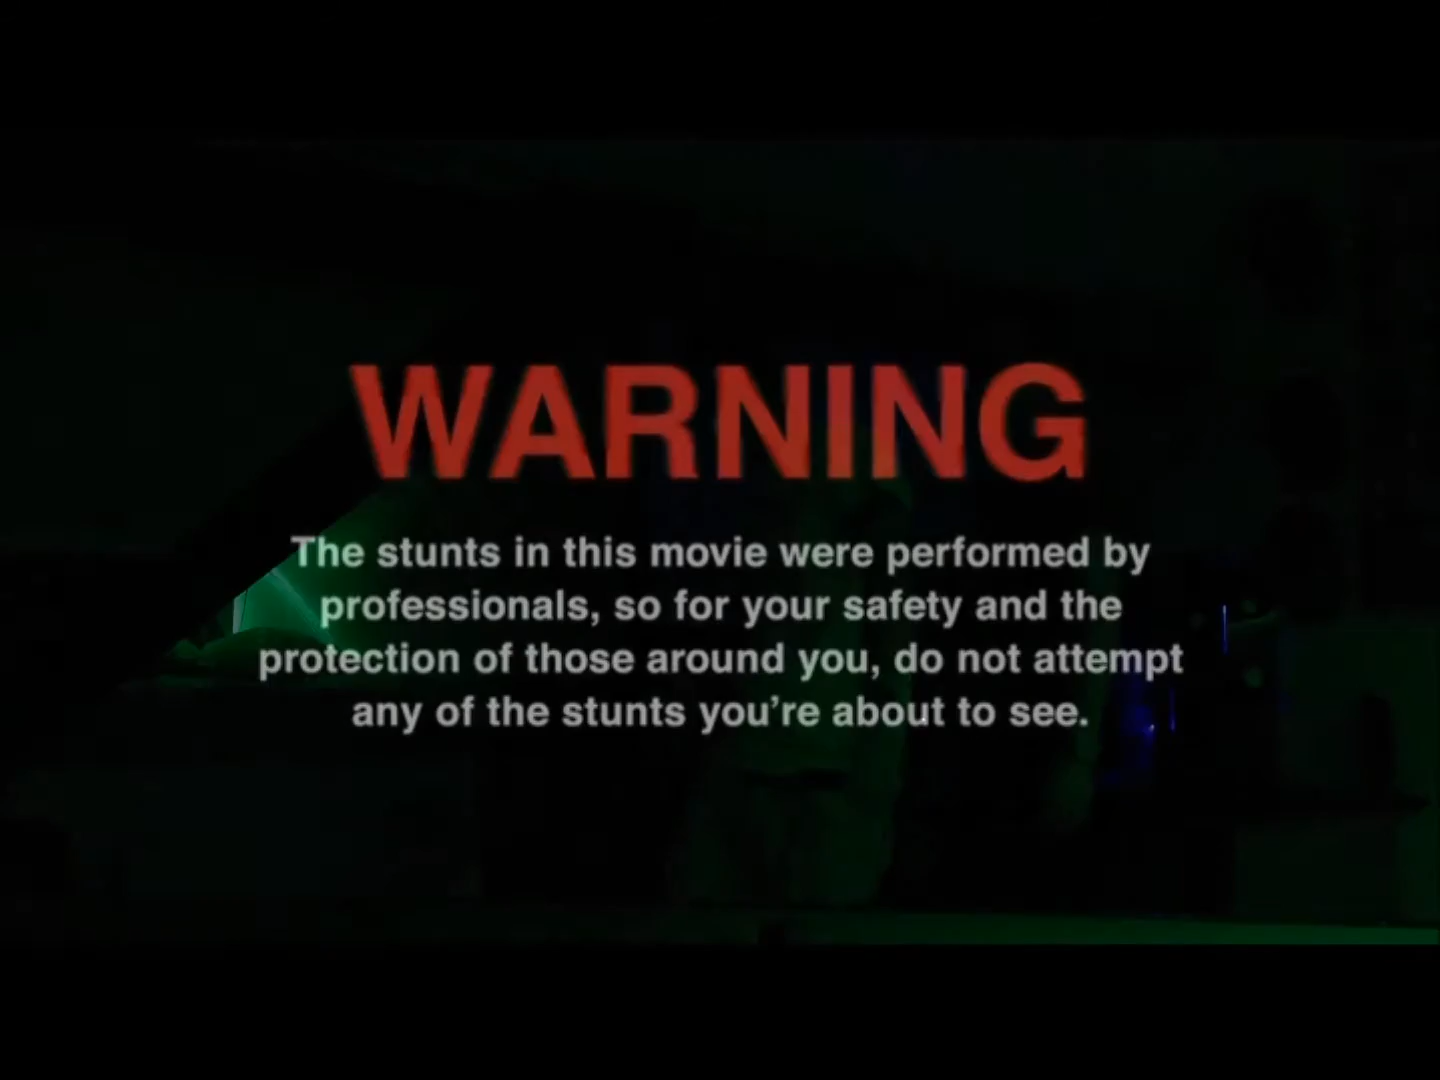 WARNING
The stunts in this movie were performed by
professionals, so for your safety and the
protection of those around you, do not attempt
any of the stunts you’re about to see.